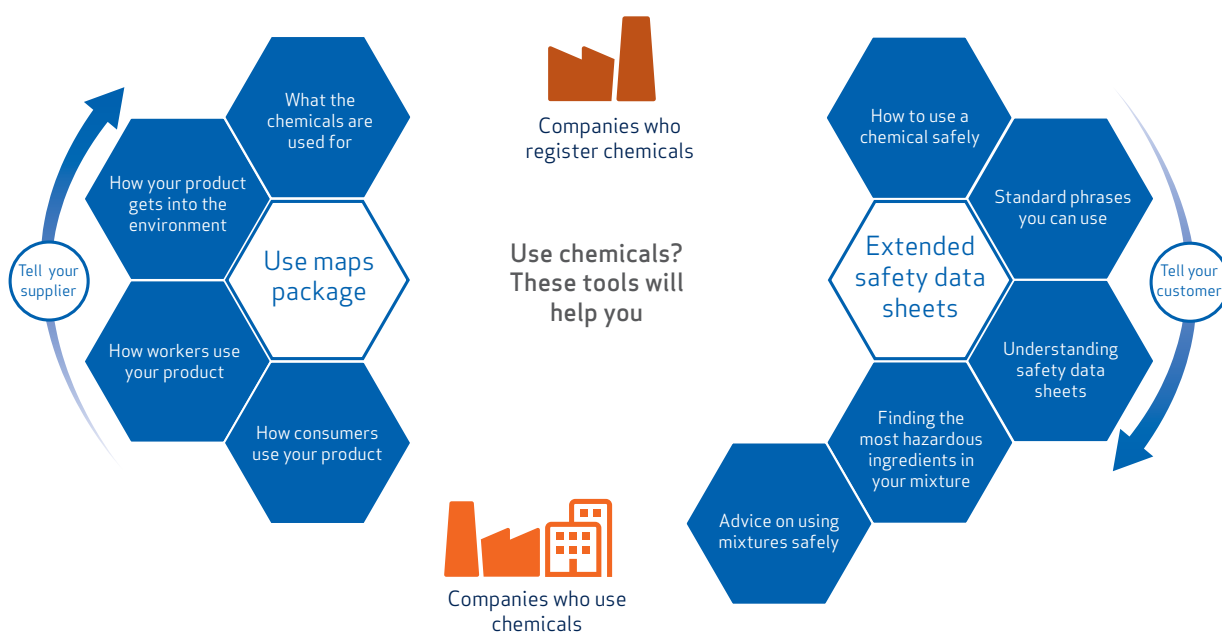 What the
chemicals are
used for
How your product
gets into the
environment
Use maps
package
Tell your
supplier
How workers use
your product
How consumers
use your product
Companies who
register chemicals
Use chemicals?
These tools will
help you
Companies who use
chemicals
How to use a
chemical safely
Standard phrases
you can use
Extended
safety data
sheets
Tell your
customer
Understanding
safety data
sheets
Finding the
most hazardous
ingredients in
your mixture
Advice on using
mixtures safely